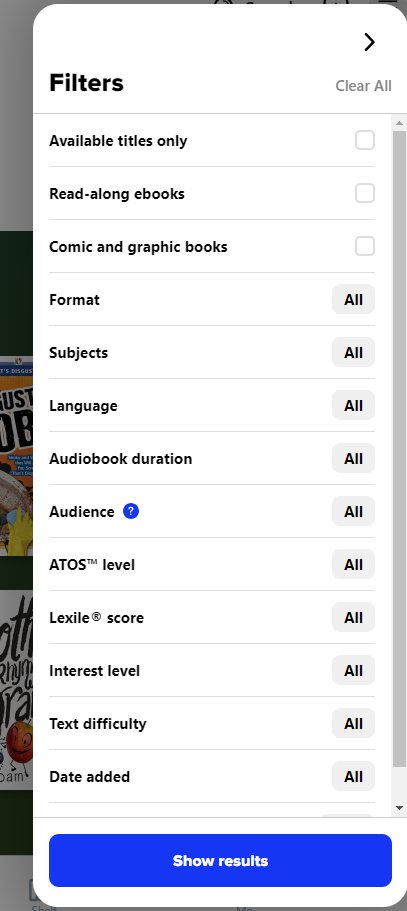 Filters
Clear All
Available titles only
Read-along ebooks
Comic and graphic books
Format All
Subjects All
Language All
Audiobook duration All
Audience ? All
ATOS™ level All
Lexile® score All
Interest level All
Text difficulty All
Date added All
Show results